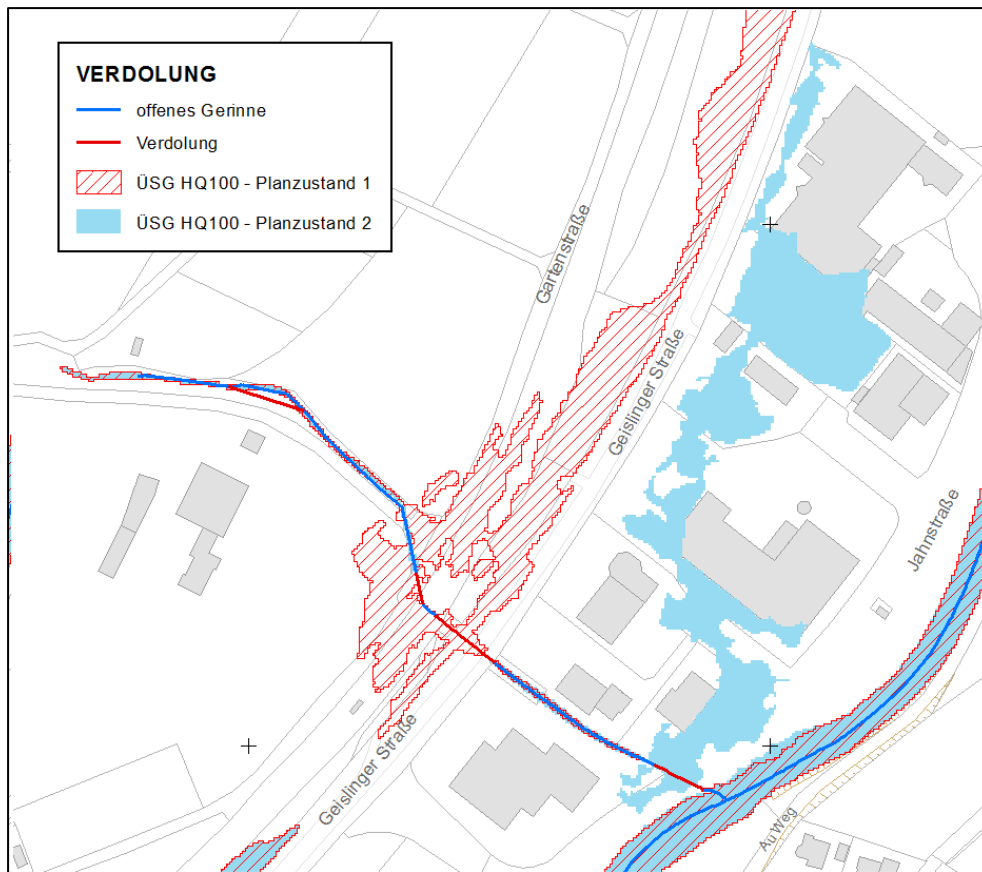 VERDOLUNG
offenes Gerinne
Verdolung
ÜSG HQ100 - Planzustand 1
ÜSG HQ100 - Planzustand 2
Gartenstraße
Geislinger Straße
Jahnstraße
Geislinger Straße
Au Weg